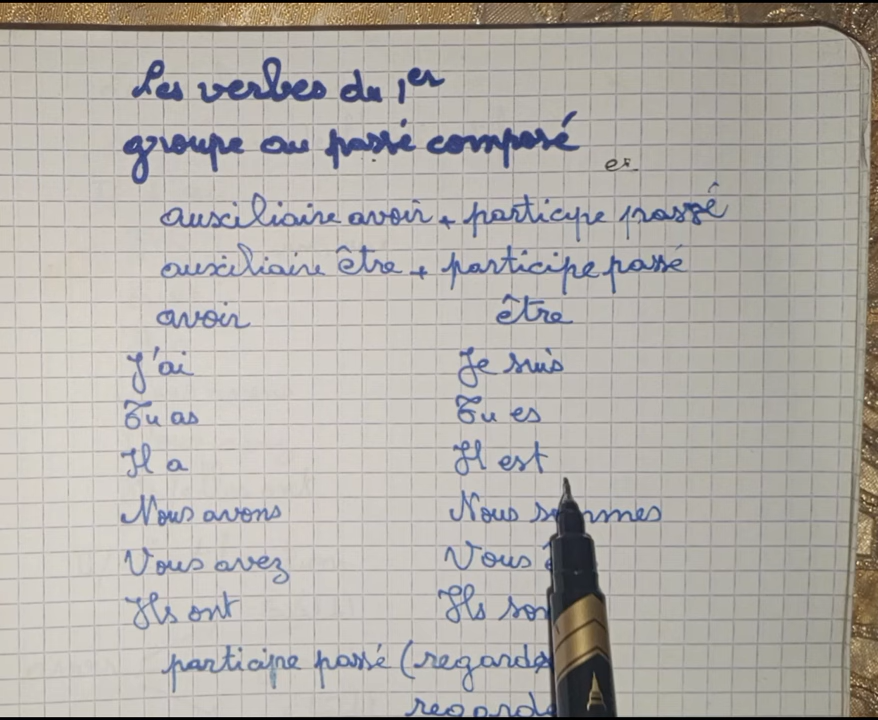 Les verbes du 1er
groupe au passé composé
er
auxiliaire avoir + participe passé
auxiliaire être + participe passé
avoir être
J'ai Je suis
Tu as Tu es
Il a Il est
Nous avons Nous
Vous avez Vous
Ils ont Ils
participe passé (